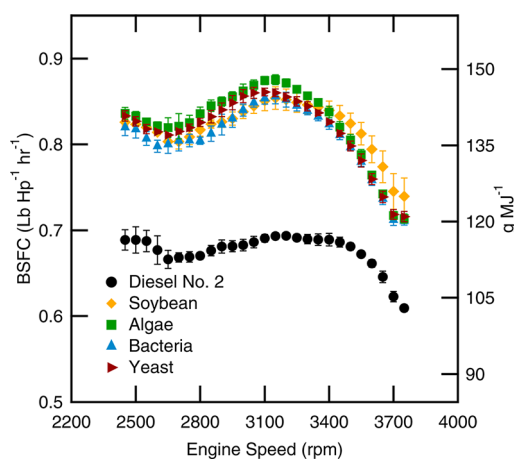 0.9
0.8
0.7
0.6
0.5
BSFC (Lb Hp⁻¹ hr⁻¹)
150
135
120
105
90
g MJ⁻¹
Diesel No. 2
Soybean
Algae
Bacteria
Yeast
2200 2500 2800 3100 3400 3700 4000
Engine Speed (rpm)